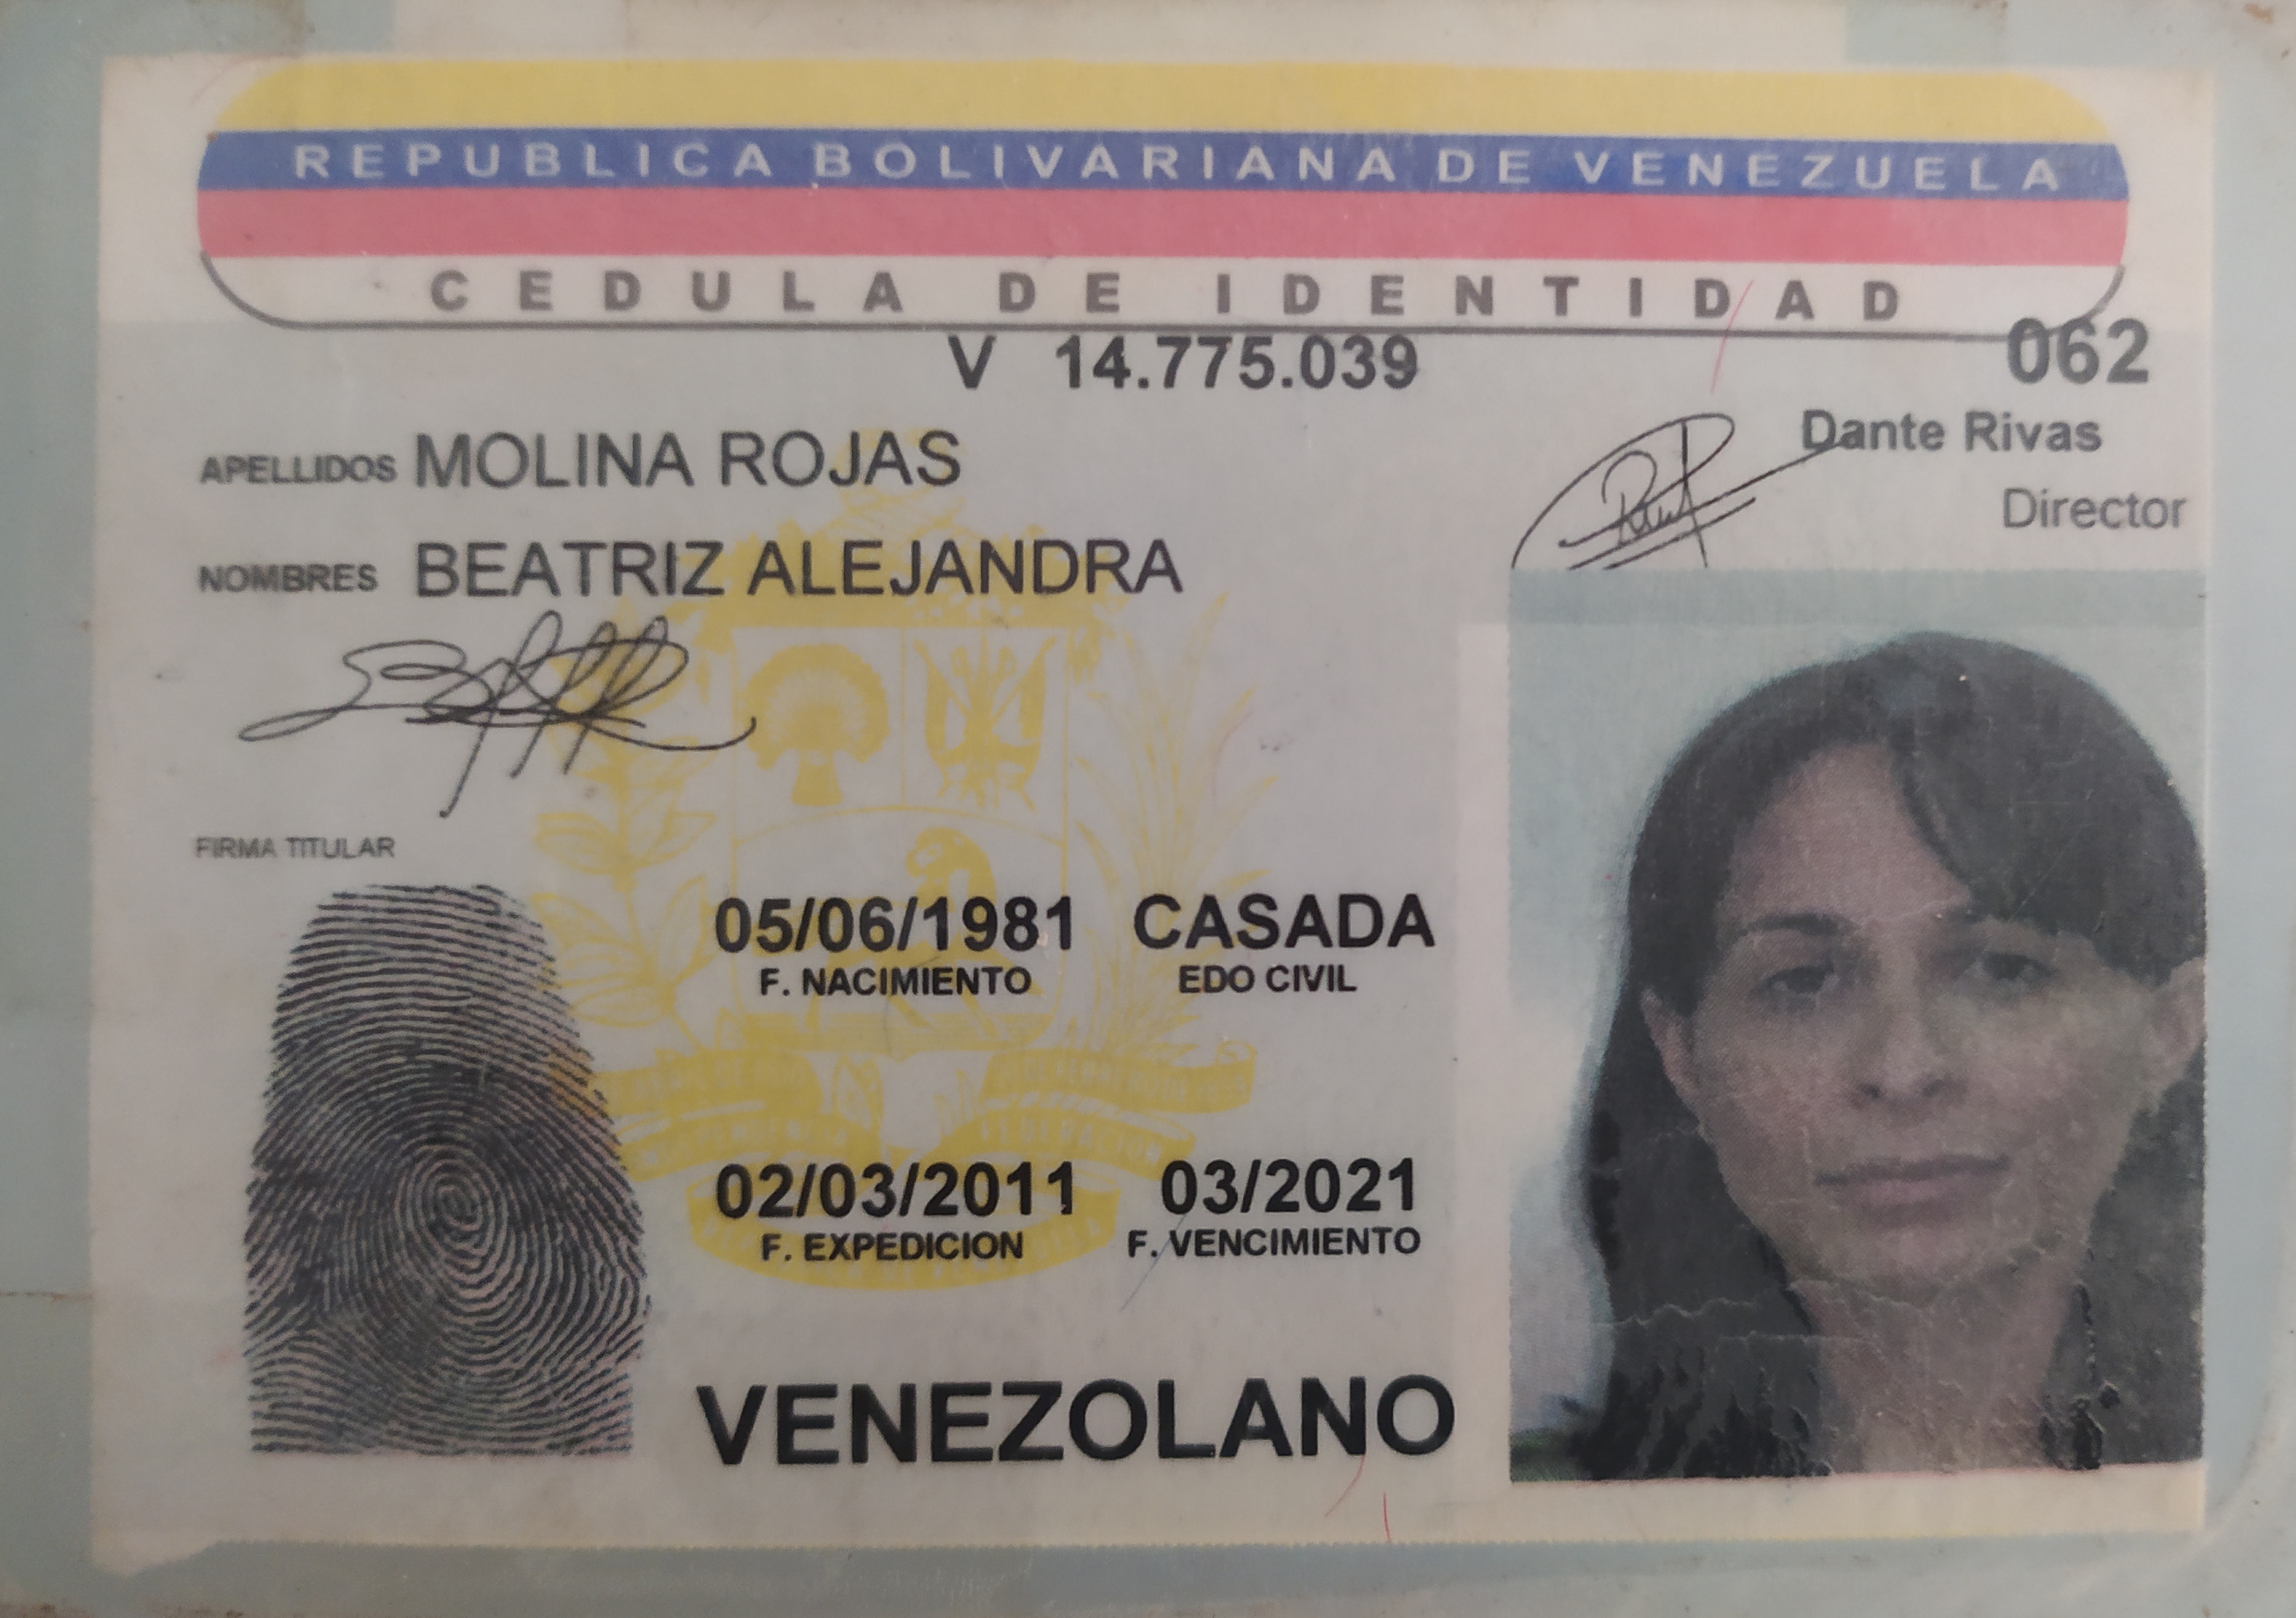 REPUBLICA BOLIVARIANA DE VENEZUELA
CEDULA DE IDENTIDAD
V 14.775.039
062
APELLIDOS MOLINA ROJAS
Dante Rivas
Director
NOMBRES BEATRIZ ALEJANDRA
FIRMA TITULAR
05/06/1981 CASADA
F. NACIMIENTO EDO CIVIL
02/03/2011 03/2021
F. EXPEDICION F. VENCIMIENTO
VENEZOLANO